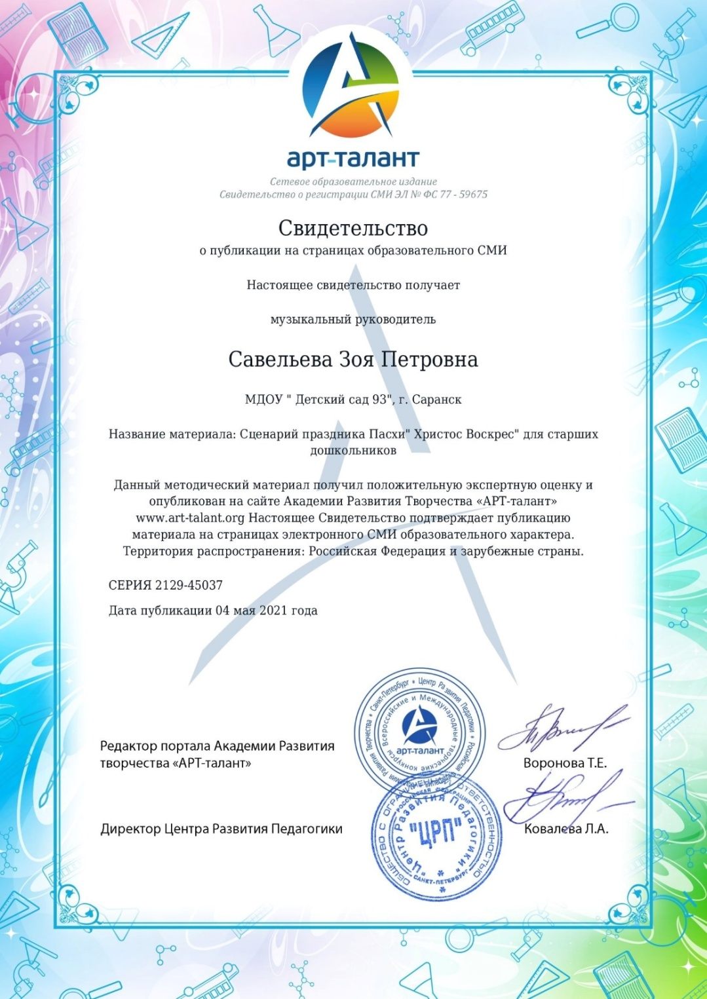 арт-талант
Сетевое образовательное издание
Свидетельство о регистрации СМИ ЭЛ № ФС 77 - 59675
Свидетельство
о публикации на страницах образовательного СМИ
Настоящее свидетельство получает
музыкальный руководитель
Савельева Зоя Петровна
МДОУ " Детский сад 93", г. Саранск
Название материала: Сценарий праздника Пасхи" Христос Воскрес" для старших
дошкольников
Данный методический материал получил положительную экспертную оценку и
опубликован на сайте Академии Развития Творчества «АРТ-талант»
www.art-talant.org Настоящее Свидетельство подтверждает публикацию
материала на страницах электронного СМИ образовательного характера.
Территория распространения: Российская Федерация и зарубежные страны.
СЕРИЯ 2129-45037
Дата публикации 04 мая 2021 года
Санкт-Петербург * Центр Развития Педагогики * Российская
Развития Творчества *
Всероссийские и Международные творческие конкурсы
арт-талант
Редактор портала Академии Развития
творчества «АРТ-талант»
Воронова Т.Е.
ОБЩЕСТВО С ОГРАНИЧЕННОЙ ОТВЕТСТВЕННОСТЬЮ
РОССИЙСКАЯ ФЕДЕРАЦИЯ
"Центр Развития Педагогики"
"ЦРП"
САНКТ-ПЕТЕРБУРГ
Директор Центра Развития Педагогики
Ковалева Л.А.